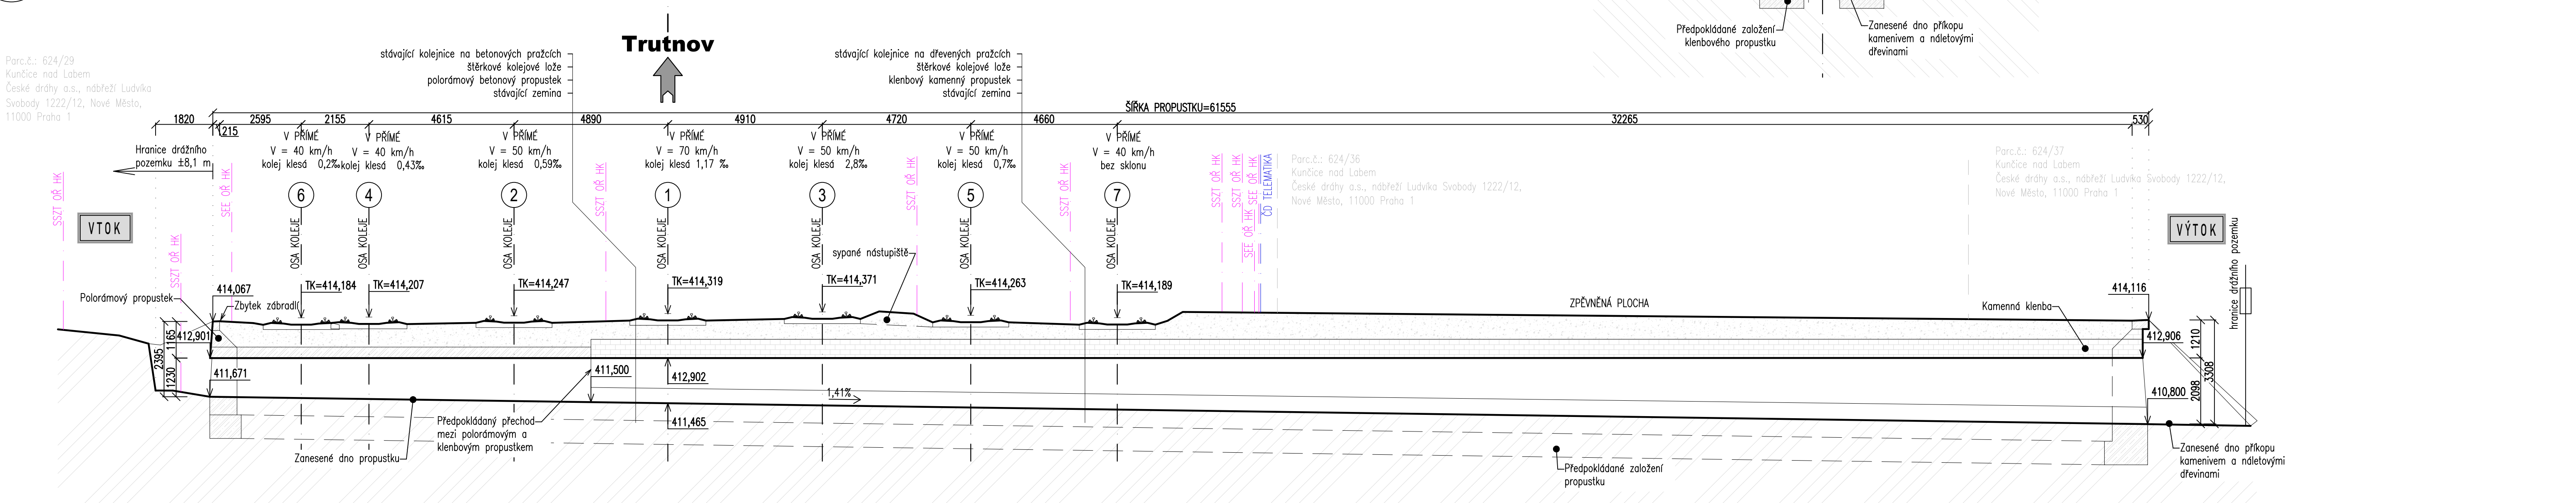 Předpokládané založení
klenbového propustku
Zanesené dno příkopu
kamenivem a náletovými
dřevinami
Parc.č.: 624/29
Kunčice nad Labem
České dráhy a.s., nábřeží Ludvíka
Svobody 1222/12, Nové Město,
11000 Praha 1
Trutnov
stávající kolejnice na betonových pražcích
štěrkové kolejové lože
polorámový betonový propustek
stávající zemina
stávající kolejnice na dřevených pražcích
štěrkové kolejové lože
klenbový kamenný propustek
stávající zemina
ŠÍŘKA PROPUSTKU=61555
1820
215
2595
2155
4615
4890
4910
4720
4660
32265
530
Hranice drážního
pozemku ±8,1 m
V PŘÍMÉ
V = 40 km/h
kolej klesá 0,2‰
V PŘÍMÉ
V = 40 km/h
kolej klesá 0,43‰
V PŘÍMÉ
V = 50 km/h
kolej klesá 0,59‰
V PŘÍMÉ
V = 70 km/h
kolej klesá 1,17 ‰
V PŘÍMÉ
V = 50 km/h
kolej klesá 2,8‰
V PŘÍMÉ
V = 50 km/h
kolej klesá 0,7‰
V PŘÍMÉ
V = 40 km/h
bez sklonu
Parc.č.: 624/36
Kunčice nad Labem
České dráhy a.s., nábřeží Ludvíka Svobody 1222/12,
Nové Město, 11000 Praha 1
Parc.č.: 624/37
Kunčice nad Labem
České dráhy a.s., nábřeží Ludvíka Svobody 1222/12,
Nové Město, 11000 Praha 1
6
4
2
1
3
5
7
SSZT OŘ HK
SSZT OŘ HK
SEE OŘ HK
SSZT OŘ HK
SSZT OŘ HK
SSZT OŘ HK
SSZT OŘ HK
SSZT OŘ HK
SEE OŘ HK
SEE OŘ HK
ČD TELEMATIKA
VTOK
VÝTOK
hranice drážního pozemku
OSA KOLEJE
OSA KOLEJE
OSA KOLEJE
OSA KOLEJE
OSA KOLEJE
OSA KOLEJE
OSA KOLEJE
sypané nástupiště
TK=414,184
TK=414,207
TK=414,247
TK=414,319
TK=414,371
TK=414,263
TK=414,189
Polorámový propustek
414,067
Zbytek zábradlí
ZPĚVNĚNÁ PLOCHA
Kamenná klenba
414,116
412,901
1165
2395
1230
411,671
411,500
412,902
411,465
1,41%
412,906
1210
3308
2098
410,800
Předpokládaný přechod
mezi polorámovým a
klenbovým propustkem
Zanesené dno propustku
Předpokládané založení
propustku
Zanesené dno příkopu
kamenivem a náletovými
dřevinami